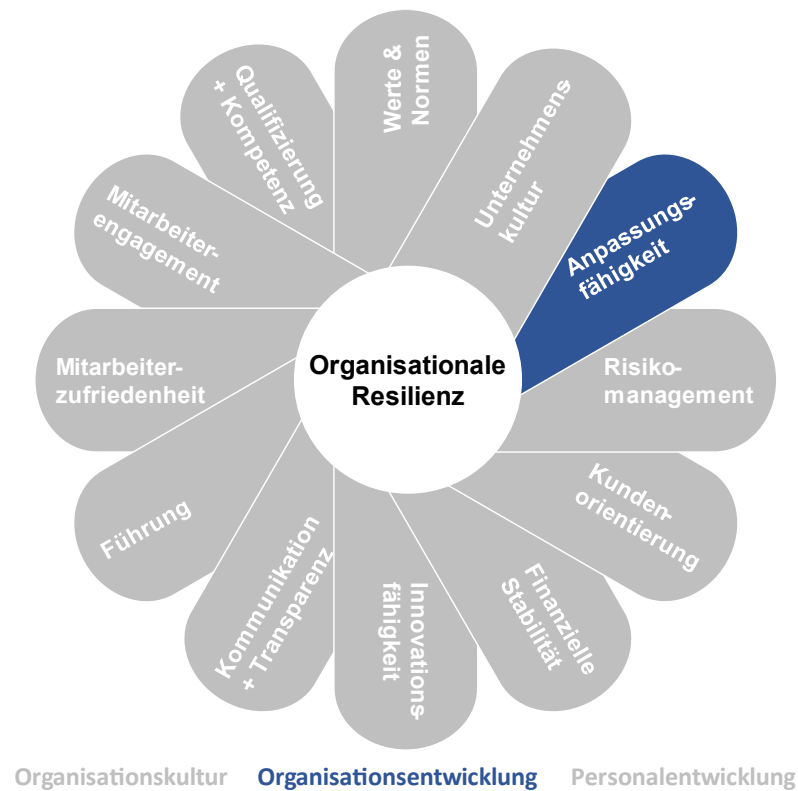 Werte &
Normen
Unternehmens-
kultur
Anpassungs-
fähigkeit
Risiko-
management
Kunden-
orientierung
Finanzielle
Stabilität
Innovations-
fähigkeit
Kommunikation
+ Transparenz
Führung
Mitarbeiter-
zufriedenheit
Mitarbeiter-
engagement
Qualifizierung
+ Kompetenz
Organisationale
Resilienz
Organisationskultur Organisationsentwicklung Personalentwicklung